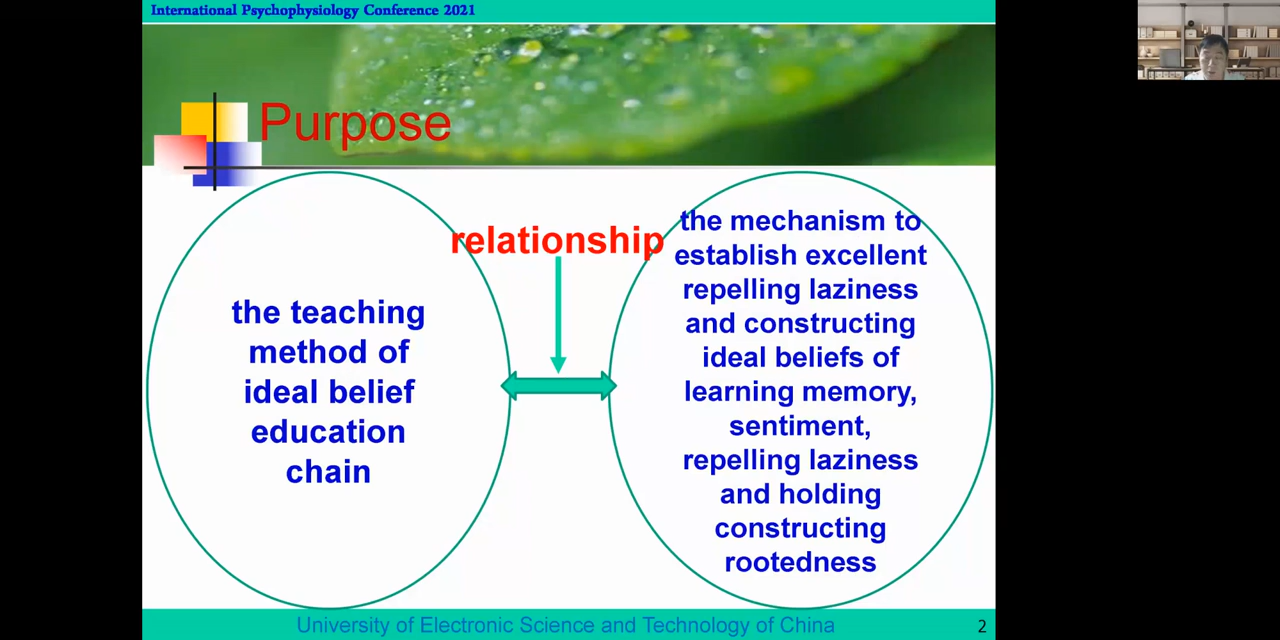 International Psychophysiology Conference 2021
Purpose
relationship
the teaching
method of
ideal belief
education
chain
the mechanism to
establish excellent
repelling laziness
and constructing
ideal beliefs of
learning memory,
sentiment,
repelling laziness
and holding
constructing
rootedness
University of Electronic Science and Technology of China
2